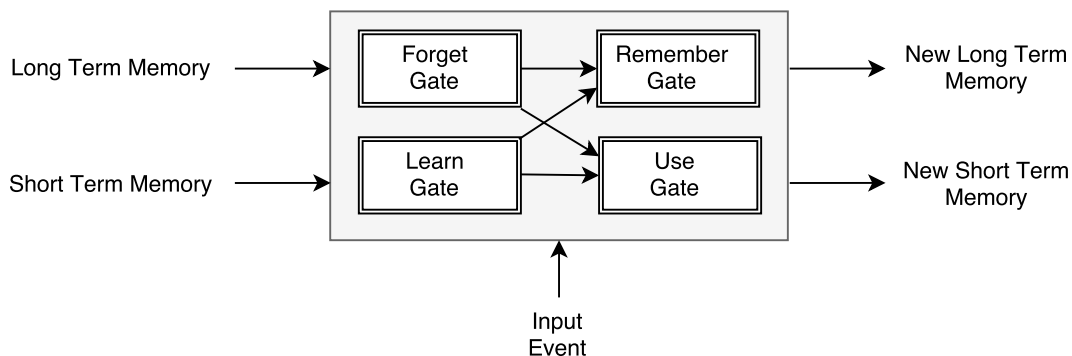 Long Term Memory
Forget
Gate
Remember
Gate
New Long Term
Memory
Short Term Memory
Learn
Gate
Use
Gate
New Short Term
Memory
Input
Event